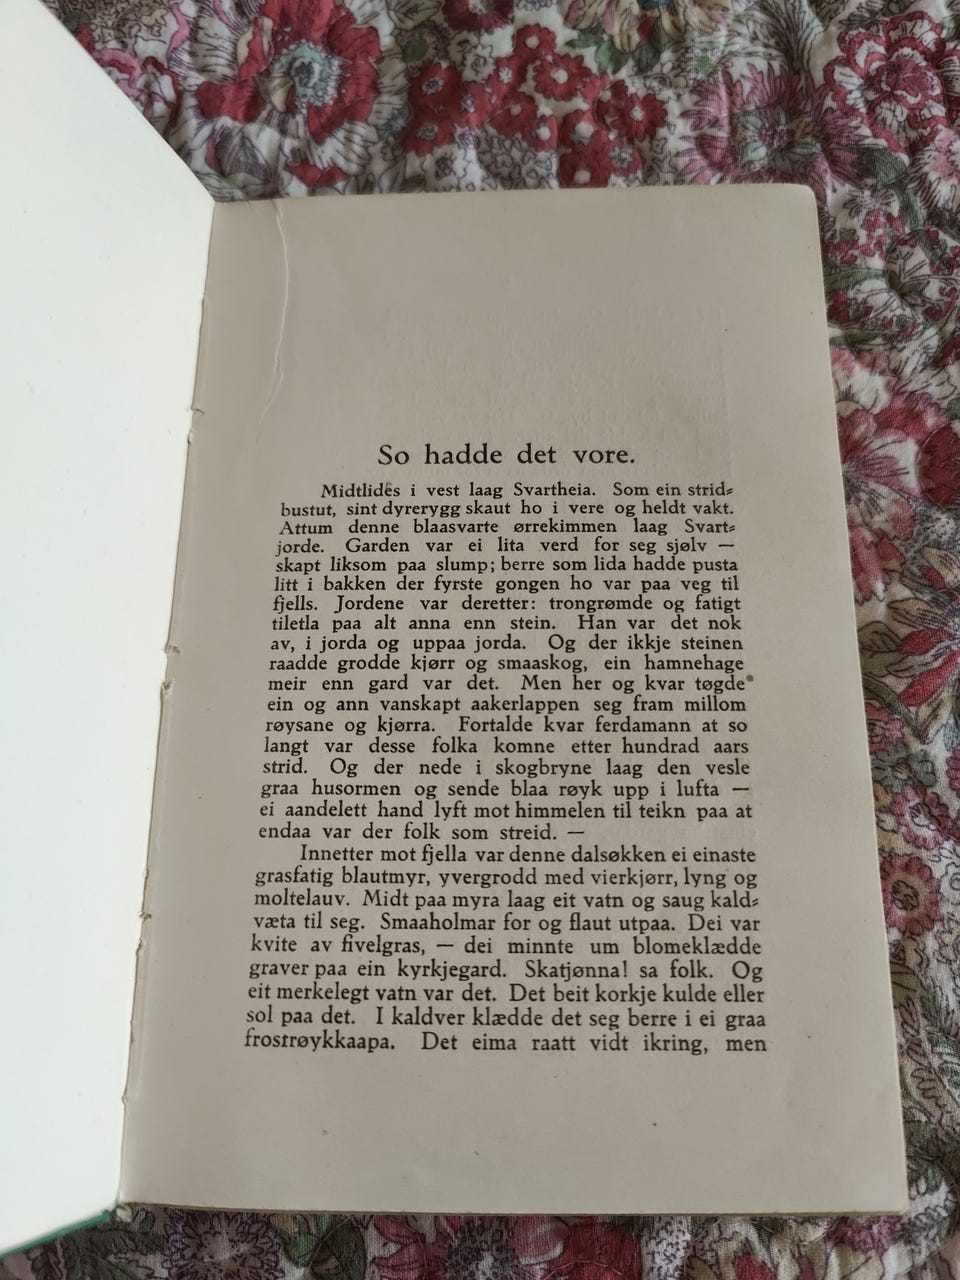 So hadde det vore.
Midtlides i vest laag Svartheia. Som ein strid⸗
bustut, sint dyrerygg skaut ho i vere og heldt vakt.
Attum denne blaasvarte ørrekimmen laag Svart⸗
jorde. Garden var ei lita verd for seg sjølv —
skapt liksom paa slump; berre som lida hadde pusta
litt i bakken der fyrste gongen ho var paa veg til
fjells. Jordene var deretter: trongrømde og fatigt
tiletla paa alt anna enn stein. Han var det nok
av, i jorda og uppaa jorda. Og der ikkje steinen
raadde grodde kjørr og smaaskog, ein hamnehage
meir enn gard var det. Men her og kvar tøgde
ein og ann vanskapt aakerlappen seg fram millom
røysane og kjørra. Fortalde kvar ferdamann at so
langt var desse folka komne etter hundrad aars
strid. Og der nede i skogbryne laag den vesle
graa husormen og sende blaa røyk upp i lufta —
ei aandelett hand lyft mot himmelen til teikn paa at
endaa var der folk som streid. —
Innetter mot fjella var denne dalsøkken ei einaste
grasfatig blautmyr, yvergrodd med vierkjørr, lyng og
moltelauv. Midt paa myra laag eit vatn og saug kald⸗
væta til seg. Smaaholmar for og flaut utpaa. Dei var
kvite av fivelgras, — dei minnte um blomeklædde
graver paa ein kyrkjegard. Skatjønna! sa folk. Og
eit merkelegt vatn var det. Det beit korkje kulde eller
sol paa det. I kaldver klædde det seg berre i ei graa
frostrøykkaapa. Det eima raatt vidt ikring, men